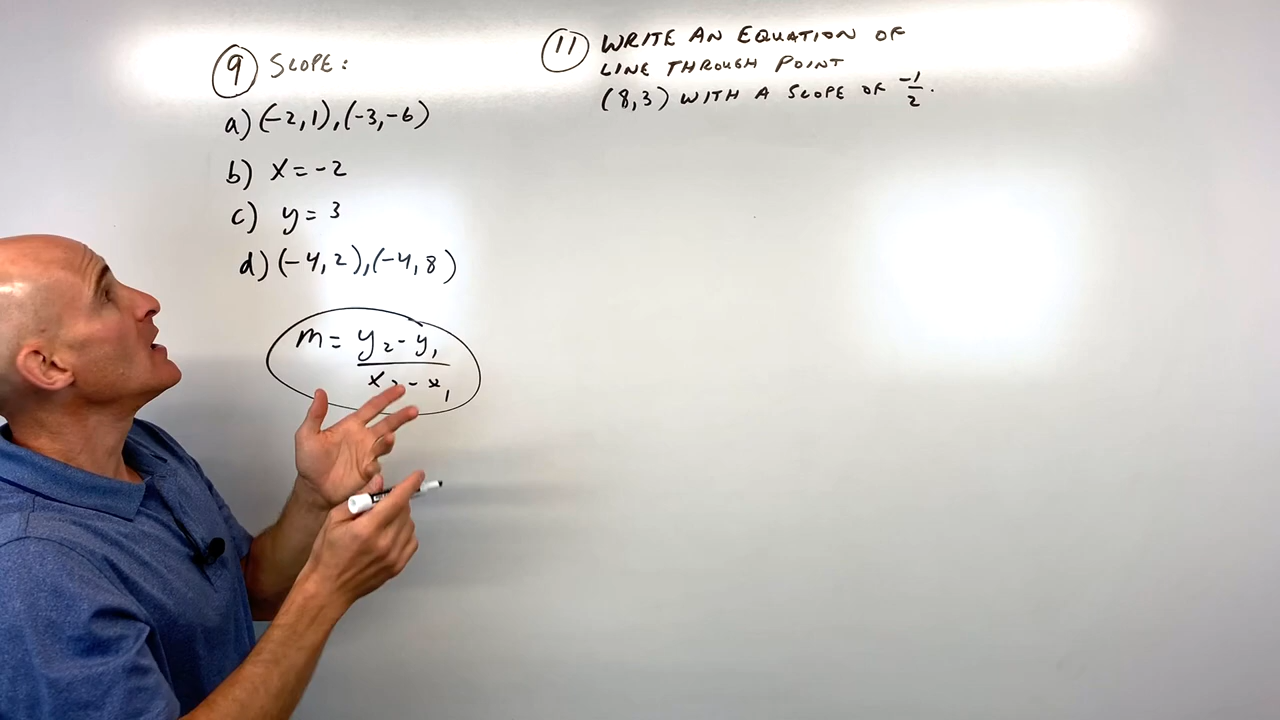 9 SLOPE:
a) (-2,1),(-3,-6)
b) x=-2
c) y=3
d) (-4,2),(-4,8)
m = y₂-y₁
x₂-x₁
11 WRITE AN EQUATION OF
LINE THROUGH POINT
(8,3) WITH A SLOPE OF -1/2.